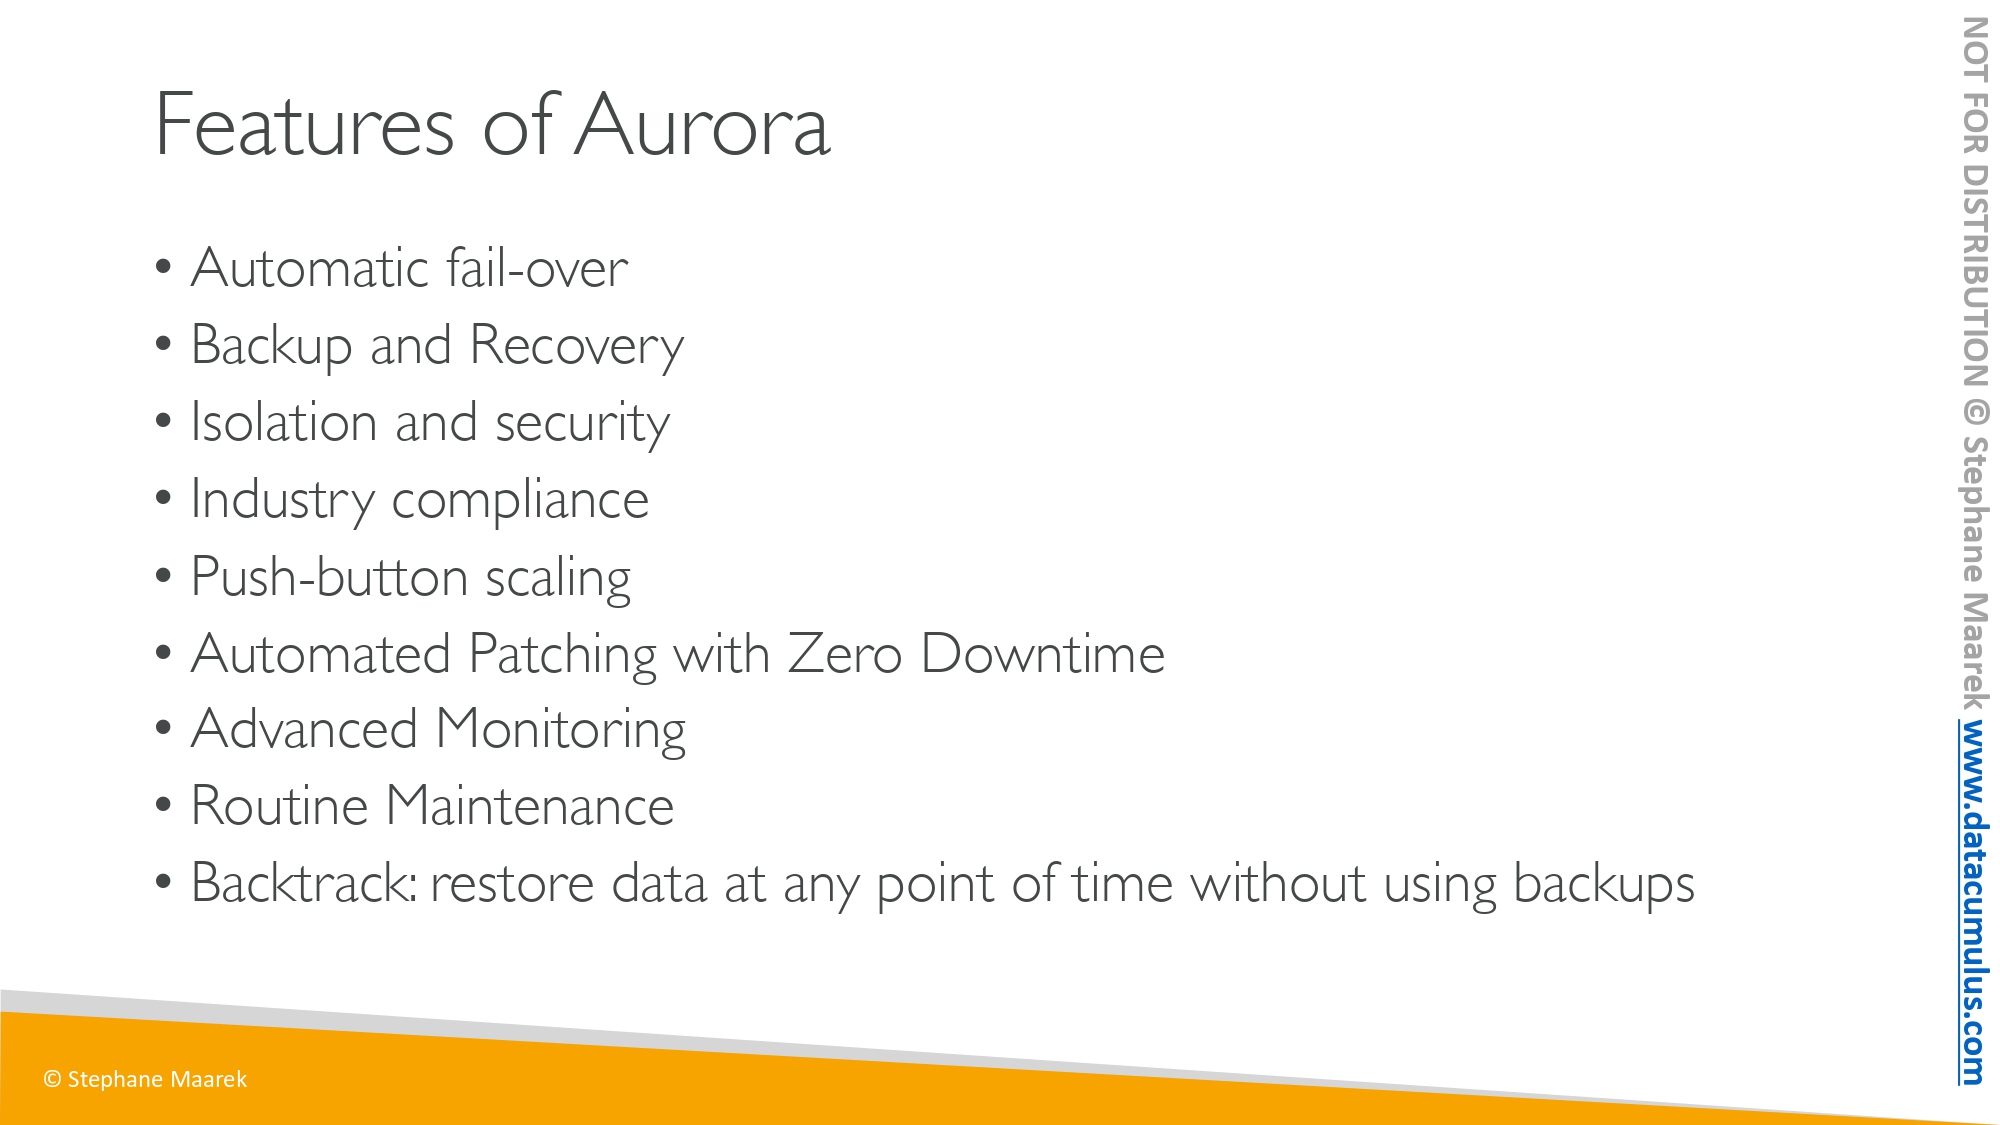 Features of Aurora
• Automatic fail-over
• Backup and Recovery
• Isolation and security
• Industry compliance
• Push-button scaling
• Automated Patching with Zero Downtime
• Advanced Monitoring
• Routine Maintenance
• Backtrack: restore data at any point of time without using backups
© Stephane Maarek
NOT FOR DISTRIBUTION © Stephane Maarek www.datacumulus.com